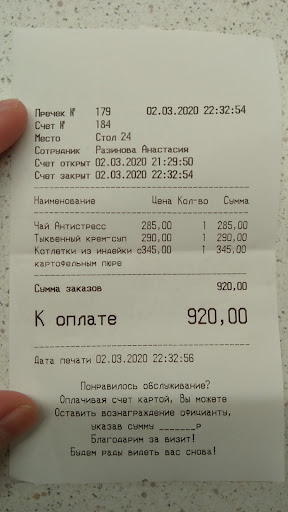 Пречек № 179 02.03.2020 22:32:54
Счет № 184
Место Стол 24
Сотрудник Разинова Анастасия
Счет открыт 02.03.2020 21:29:50
Счет закрыт 02.03.2020 22:32:54
Наименование Цена Кол-во Сумма
Чай Антистресс 285,00 1 285,00
Тыквенный крем-суп 290,00 1 290,00
Котлетки из индейки с 345,00 1 345,00
картофельным пюре
Сумма заказов 920,00
К оплате 920,00
Дата печати 02.03.2020 22:32:56
Понравилось обслуживание?
Оплачивая счет картой, Вы можете
Оставить вознаграждение официанту,
указав сумму _______р
Благодарим за визит!
Будем рады видеть вас снова!